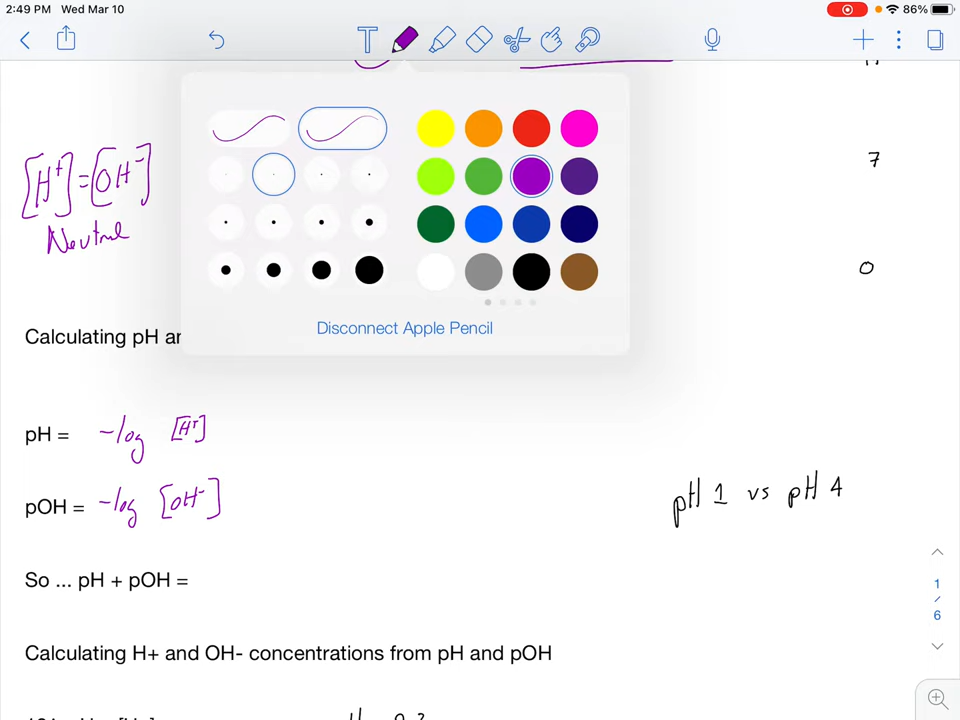 2:49 PM Wed Mar 10
86%
T
[H+] = [OH-]
Neutral
7
0
Disconnect Apple Pencil
Calculating pH ar
pH = -log [H+]
pOH = -log [OH-]
pH 1 vs pH 4
So ... pH + pOH =
1
/
6
Calculating H+ and OH- concentrations from pH and pOH